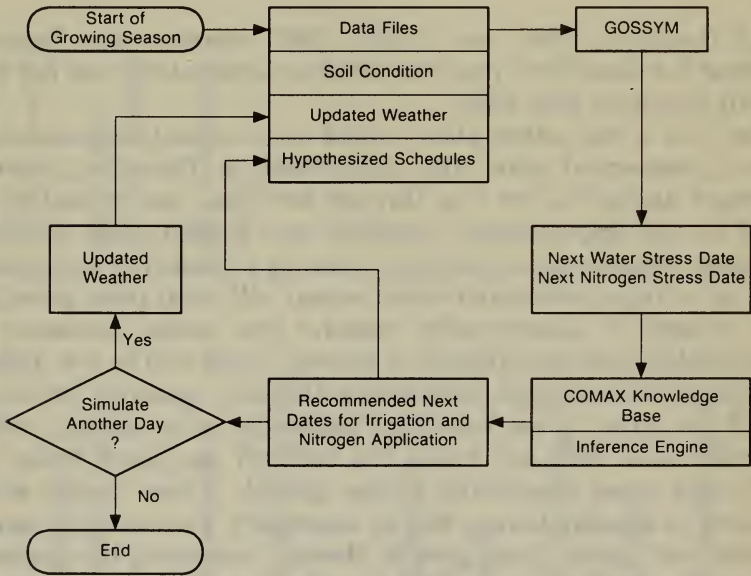 Start of
Growing Season
Data Files
GOSSYM
Soil Condition
Updated Weather
Hypothesized Schedules
Updated
Weather
Next Water Stress Date
Next Nitrogen Stress Date
Yes
Simulate
Another Day
?
Recommended Next
Dates for Irrigation and
Nitrogen Application
COMAX Knowledge
Base
Inference Engine
No
End